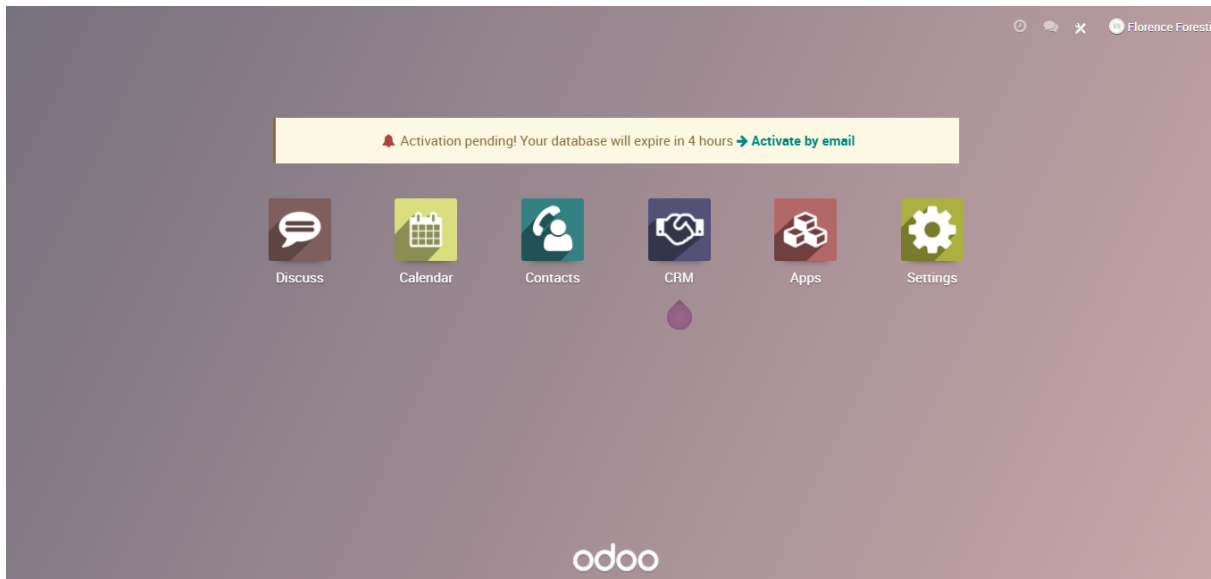 Florence Foresti
Activation pending! Your database will expire in 4 hours Activate by email
Discuss Calendar Contacts CRM Apps Settings
odoo